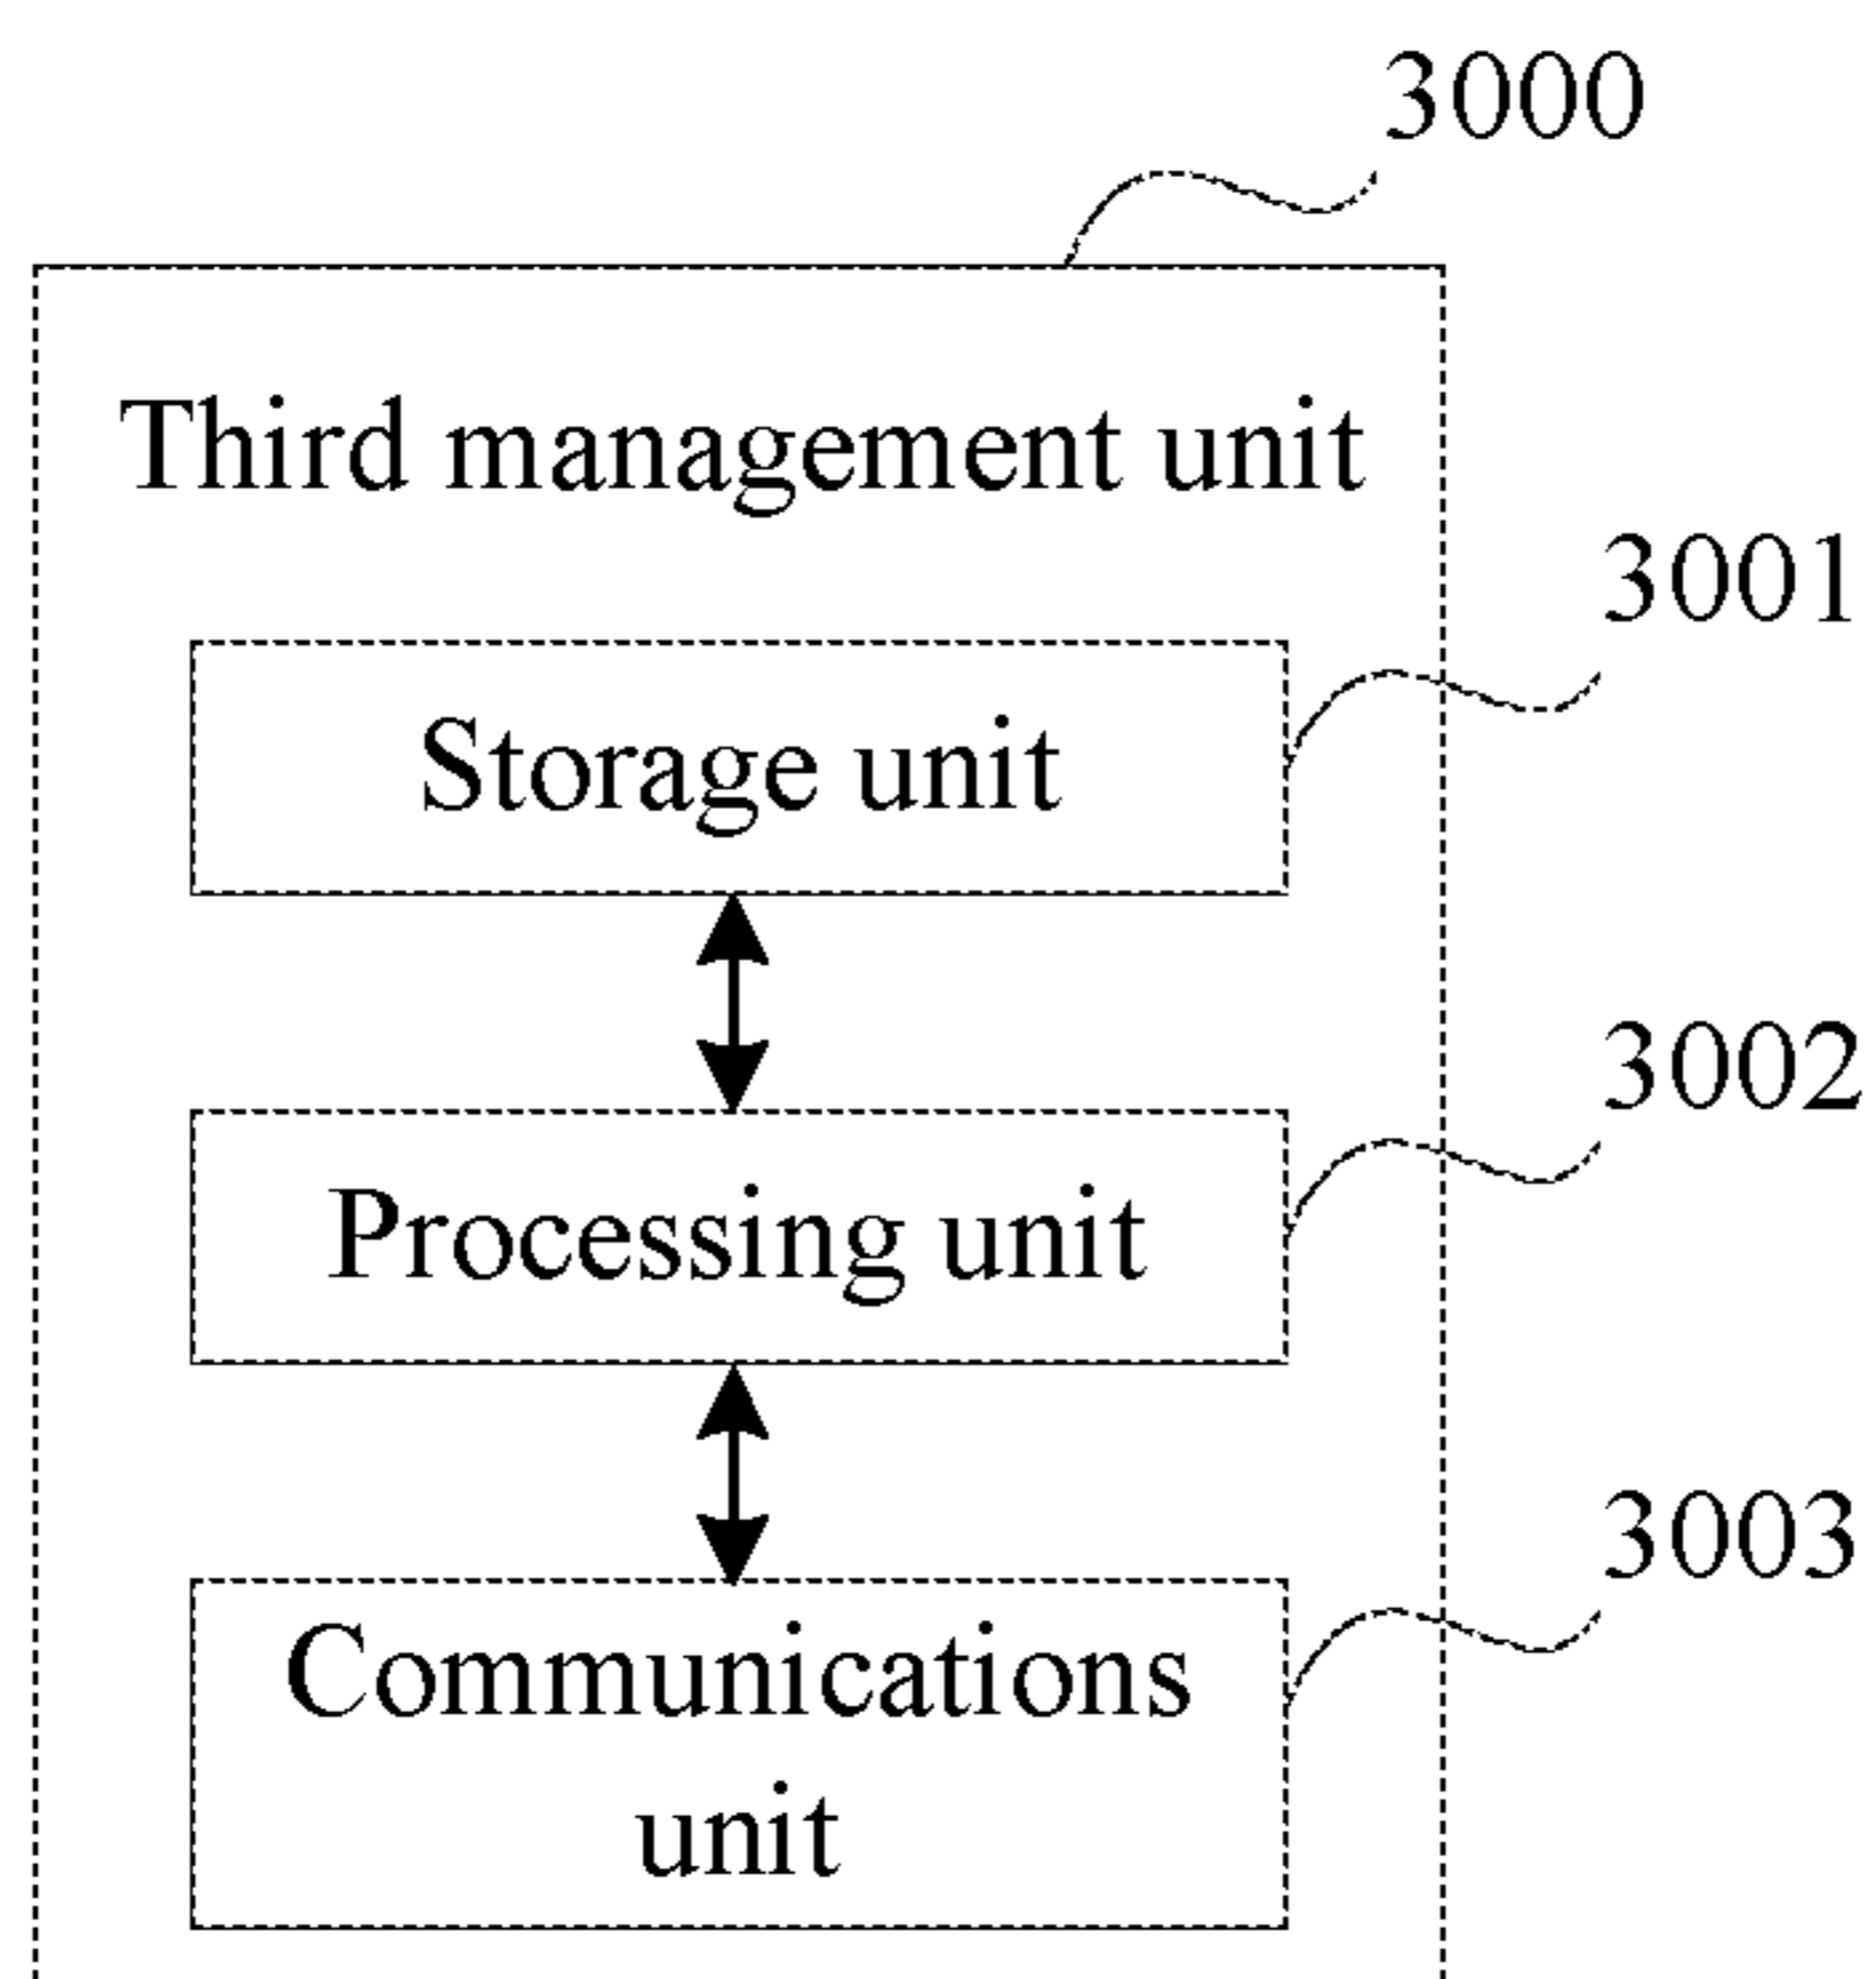 3000
Third management unit
3001
Storage unit
3002
Processing unit
3003
Communications
unit